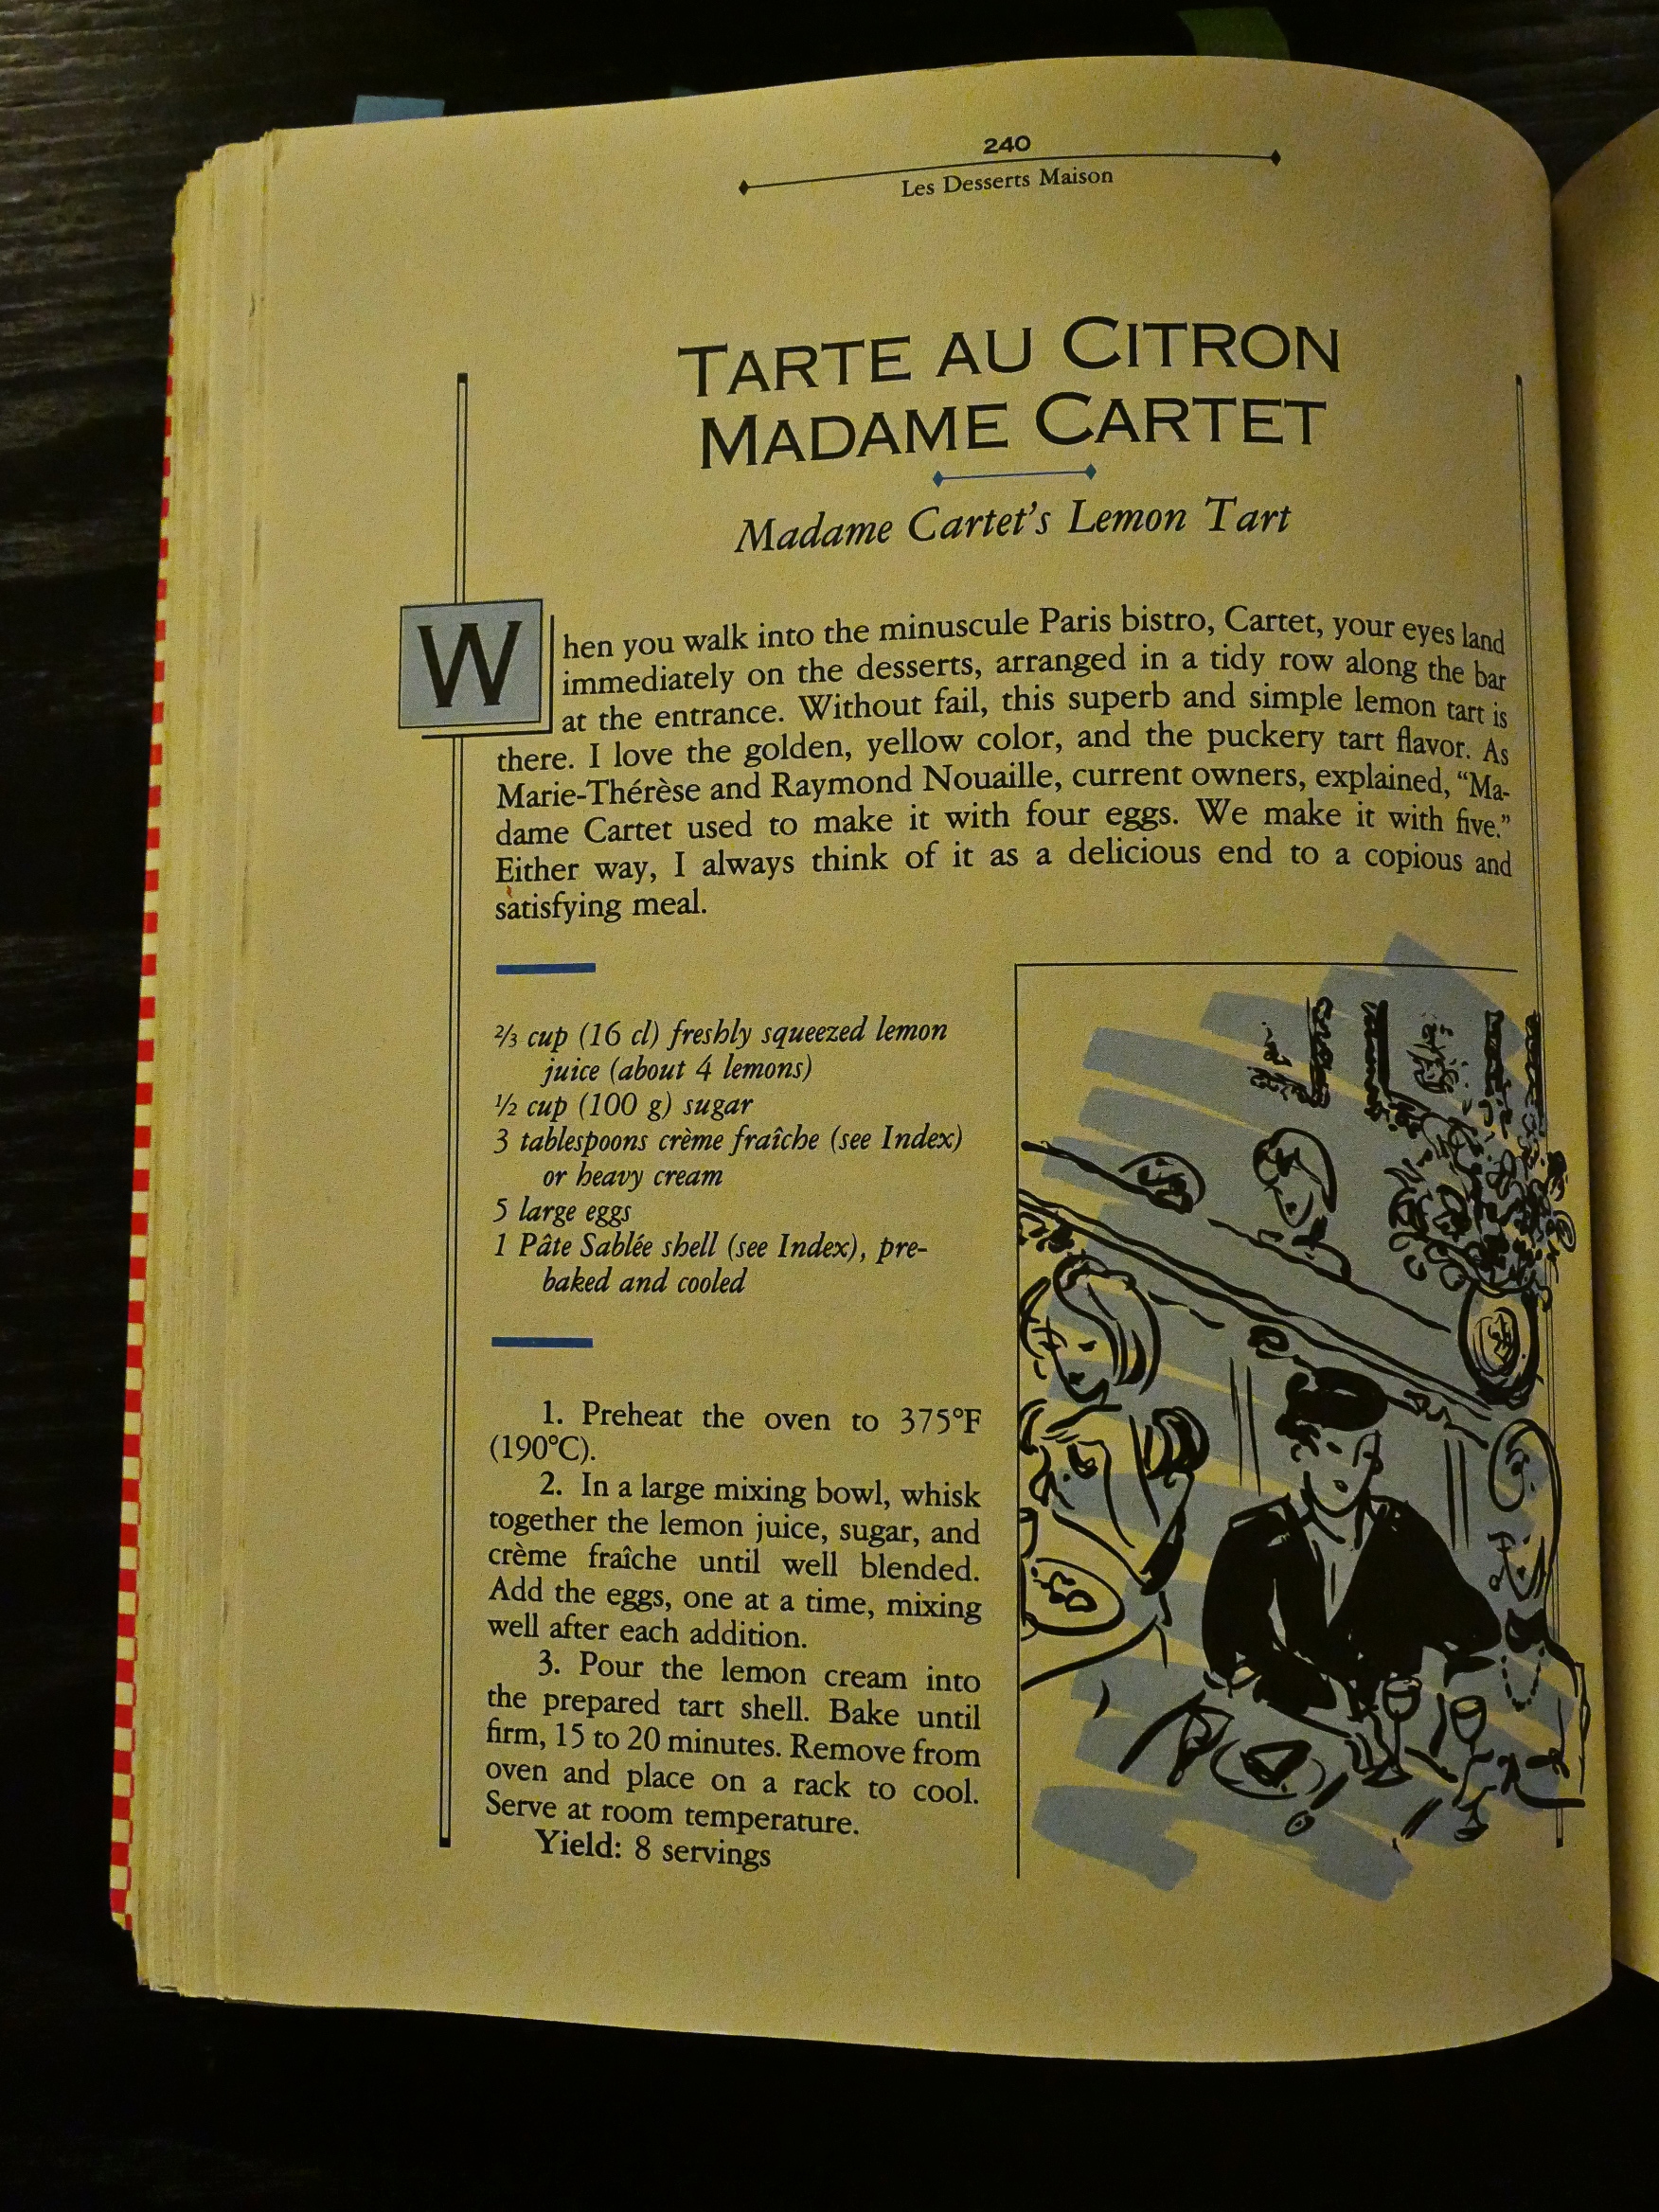 240
Les Desserts Maison
TARTE AU CITRON
MADAME CARTET
Madame Cartet's Lemon Tart
When you walk into the minuscule Paris bistro, Cartet, your eyes land
immediately on the desserts, arranged in a tidy row along the bar
at the entrance. Without fail, this superb and simple lemon tart is
there. I love the golden, yellow color, and the puckery tart flavor. As
Marie-Thérèse and Raymond Nouaille, current owners, explained, “Ma-
dame Cartet used to make it with four eggs. We make it with five.”
Either way, I always think of it as a delicious end to a copious and
satisfying meal.
⅔ cup (16 cl) freshly squeezed lemon
juice (about 4 lemons)
½ cup (100 g) sugar
3 tablespoons crème fraîche (see Index)
or heavy cream
5 large eggs
1 Pâte Sablée shell (see Index), pre-
baked and cooled
1. Preheat the oven to 375°F
(190°C).
2. In a large mixing bowl, whisk
together the lemon juice, sugar, and
crème fraîche until well blended.
Add the eggs, one at a time, mixing
well after each addition.
3. Pour the lemon cream into
the prepared tart shell. Bake until
firm, 15 to 20 minutes. Remove from
oven and place on a rack to cool.
Serve at room temperature.
Yield: 8 servings